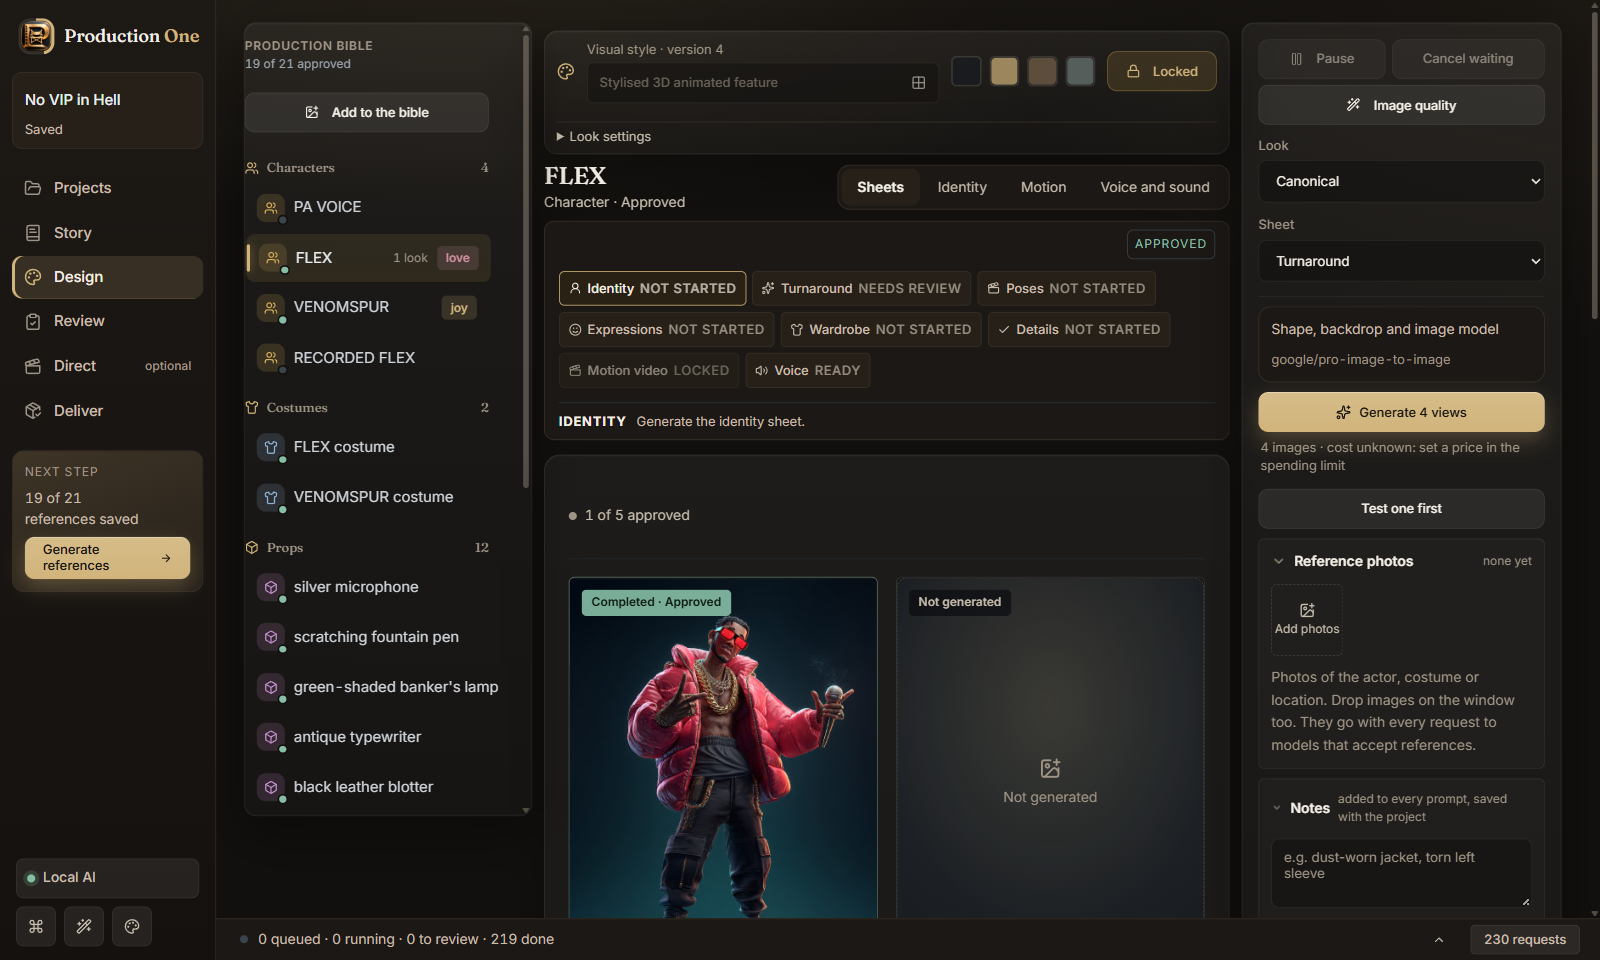 Production One
No VIP in Hell
Saved
Projects
Story
Design
Review
Direct optional
Deliver
NEXT STEP
19 of 21
references saved
Generate
references
Local AI
PRODUCTION BIBLE
19 of 21 approved
Add to the bible
Characters 4
PA VOICE
FLEX 1 look love
VENOMSPUR joy
RECORDED FLEX
Costumes 2
FLEX costume
VENOMSPUR costume
Props 12
silver microphone
scratching fountain pen
green-shaded banker's lamp
antique typewriter
black leather blotter
Visual style · version 4
Stylised 3D animated feature
Locked
Look settings
FLEX
Character · Approved
Sheets Identity Motion Voice and sound
APPROVED
Identity NOT STARTED Turnaround NEEDS REVIEW Poses NOT STARTED
Expressions NOT STARTED Wardrobe NOT STARTED Details NOT STARTED
Motion video LOCKED Voice READY
IDENTITY Generate the identity sheet.
1 of 5 approved
Completed · Approved
Not generated
Not generated
Pause Cancel waiting
Image quality
Look
Canonical
Sheet
Turnaround
Shape, backdrop and image model
google/pro-image-to-image
Generate 4 views
4 images · cost unknown: set a price in the
spending limit
Test one first
Reference photos none yet
Add photos
Photos of the actor, costume or
location. Drop images on the window
too. They go with every request to
models that accept references.
Notes added to every prompt, saved
with the project
e.g. dust-worn jacket, torn left
sleeve
0 queued · 0 running · 0 to review · 219 done
230 requests